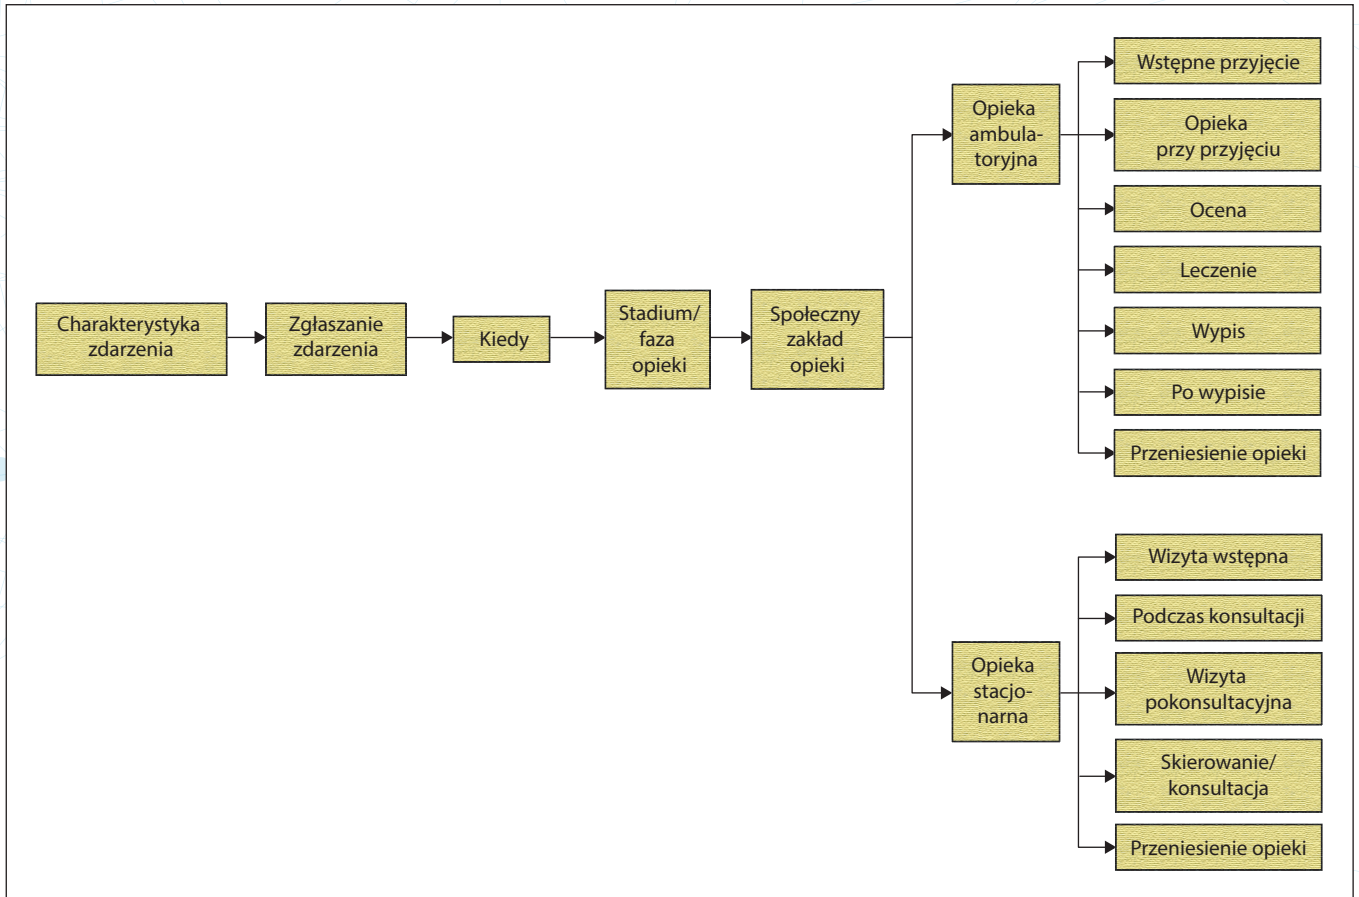 Charakterystyka
zdarzenia
Zgłaszanie
zdarzenia
Kiedy
Stadium/
faza
opieki
Społeczny
zakład
opieki
Opieka
ambula-
toryjna
Wstępne przyjęcie
Opieka
przy przyjęciu
Ocena
Leczenie
Wypis
Po wypisie
Przeniesienie opieki
Opieka
stacjo-
narna
Wizyta wstępna
Podczas konsultacji
Wizyta
pokonsultacyjna
Skierowanie/
konsultacja
Przeniesienie opieki